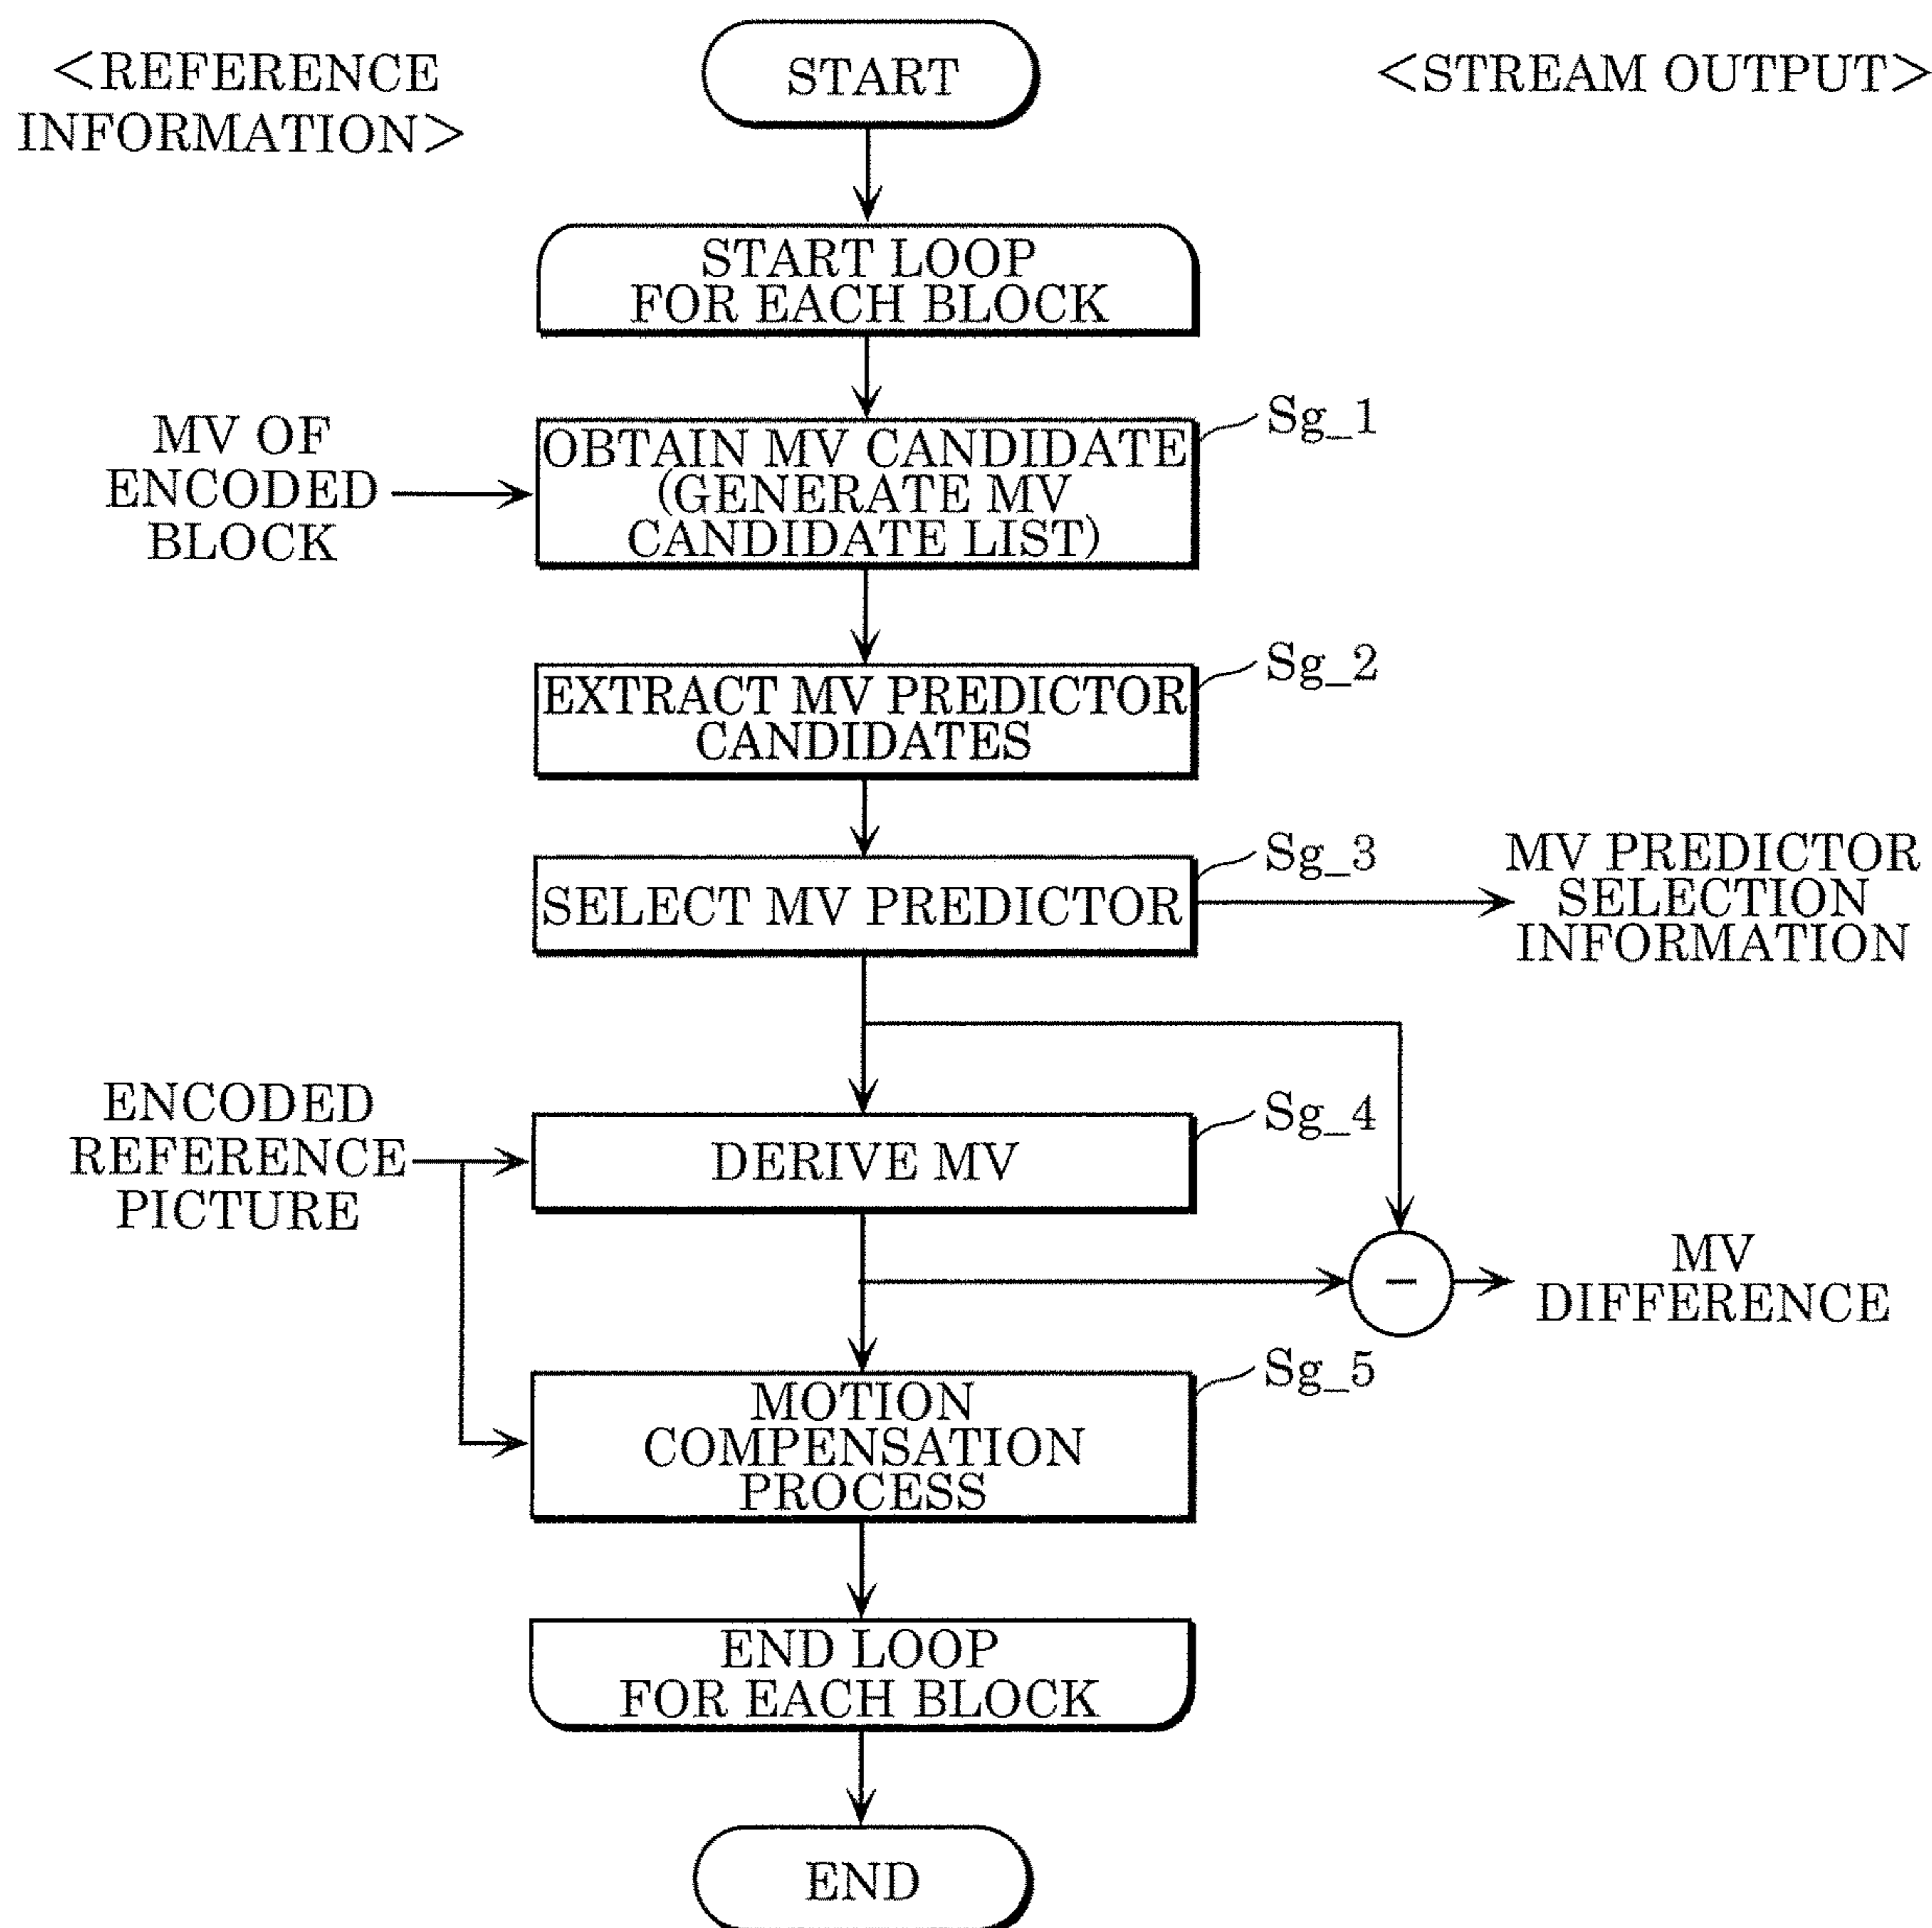 <REFERENCE
INFORMATION>
START
<STREAM OUTPUT>
START LOOP
FOR EACH BLOCK
MV OF
ENCODED
BLOCK
OBTAIN MV CANDIDATE
(GENERATE MV
CANDIDATE LIST)
Sg_1
EXTRACT MV PREDICTOR
CANDIDATES
Sg_2
SELECT MV PREDICTOR
Sg_3
MV PREDICTOR
SELECTION
INFORMATION
ENCODED
REFERENCE
PICTURE
DERIVE MV
Sg_4
−
MV
DIFFERENCE
MOTION
COMPENSATION
PROCESS
Sg_5
END LOOP
FOR EACH BLOCK
END